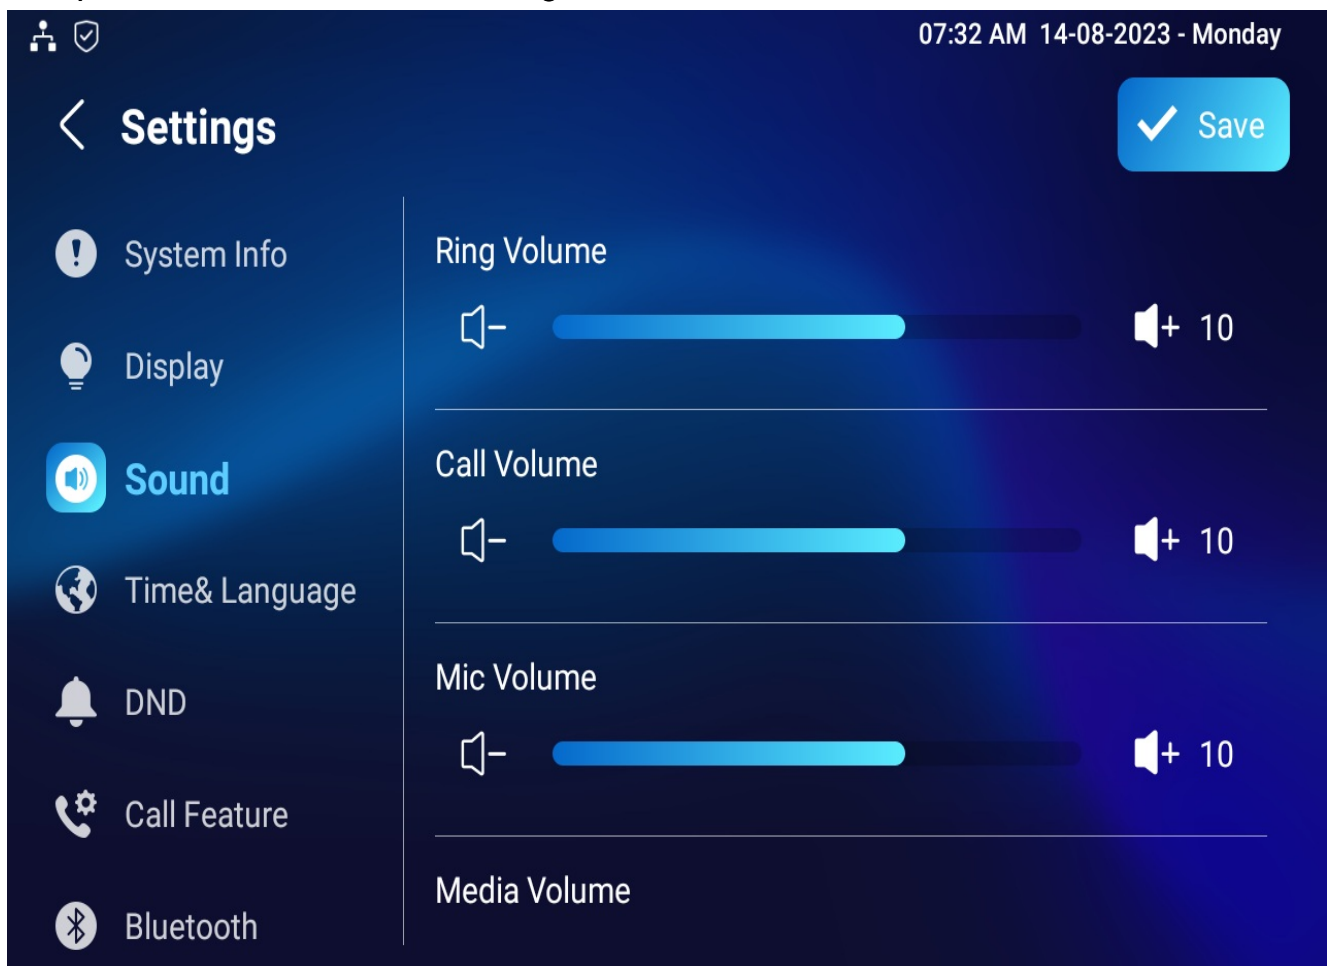 07:32 AM 14-08-2023 - Monday
Settings
Save
System Info
Display
Sound
Time& Language
DND
Call Feature
Bluetooth
Ring Volume
10
Call Volume
10
Mic Volume
10
Media Volume